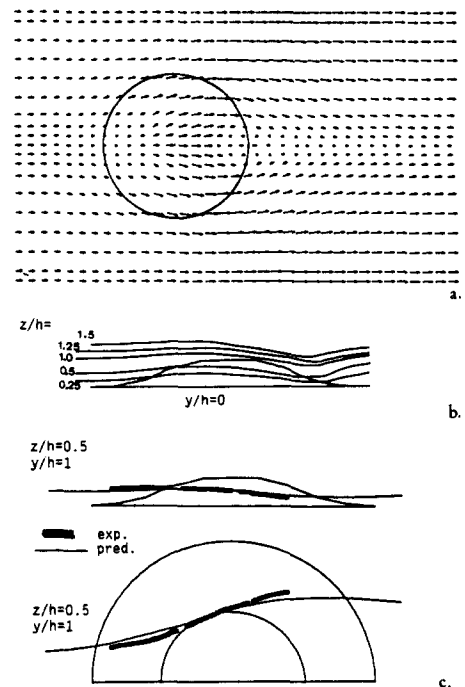 a.
z/h=
1.5
1.25
1.0
0.5
0.25
y/h=0
b.
z/h=0.5
y/h=1
exp.
pred.
z/h=0.5
y/h=1
c.